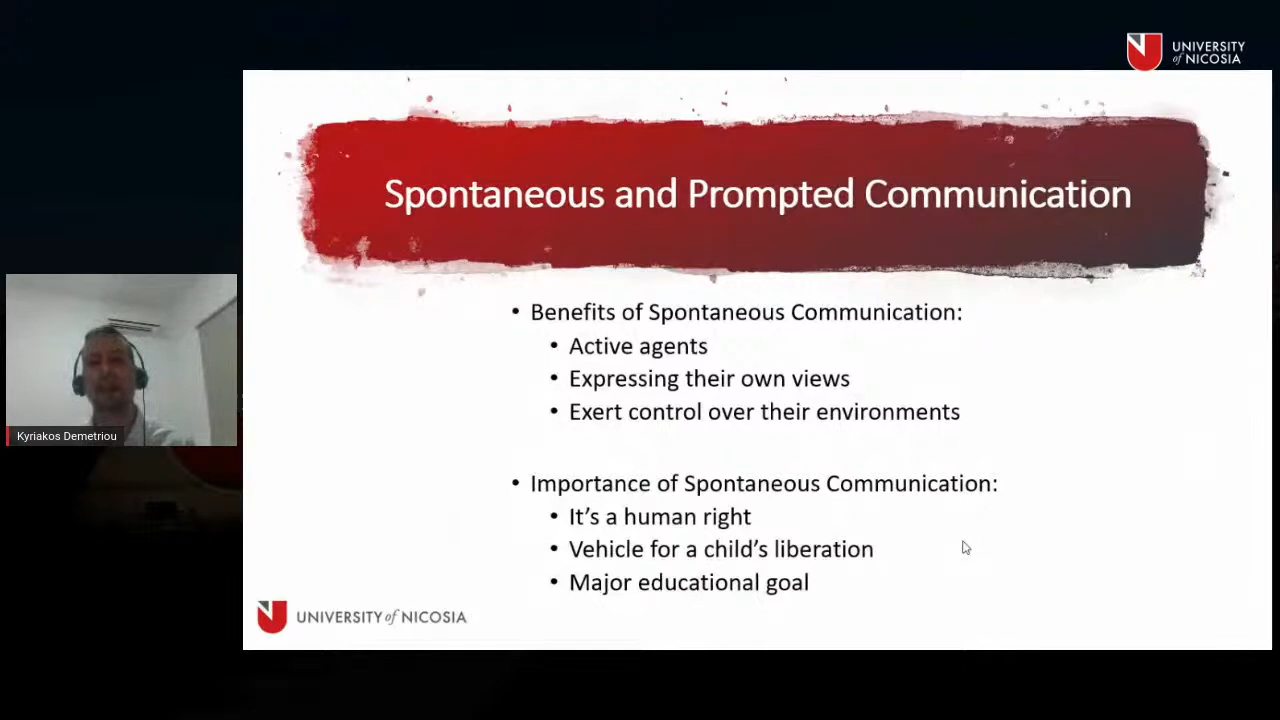 UNIVERSITY
of NICOSIA
Spontaneous and Prompted Communication
• Benefits of Spontaneous Communication:
• Active agents
• Expressing their own views
• Exert control over their environments
Kyriakos Demetriou
• Importance of Spontaneous Communication:
• It's a human right
• Vehicle for a child's liberation
• Major educational goal
UNIVERSITY of NICOSIA